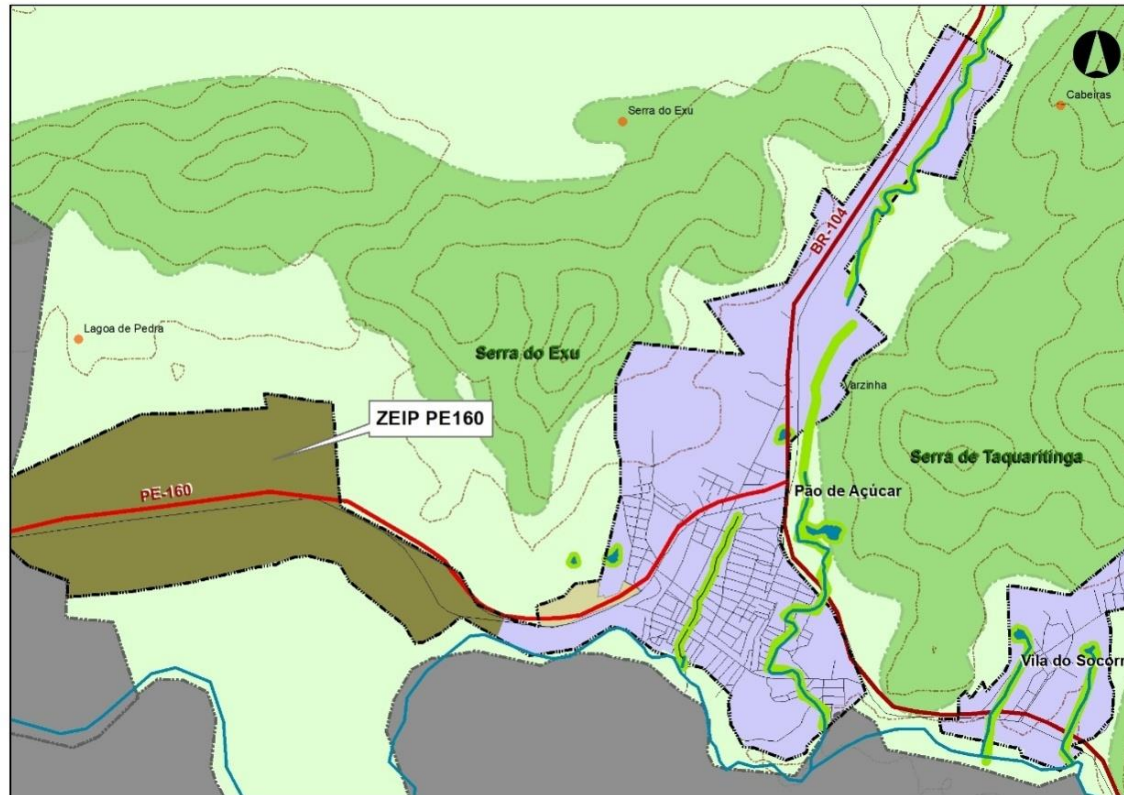 Cabeiras
Serra do Exu
BR-104
Lagoa de Pedra
Serra do Exu
Varzinha
ZEIP PE160
Serra de Taquaritinga
PE-160
Pão de Açúcar
Vila do Socorr